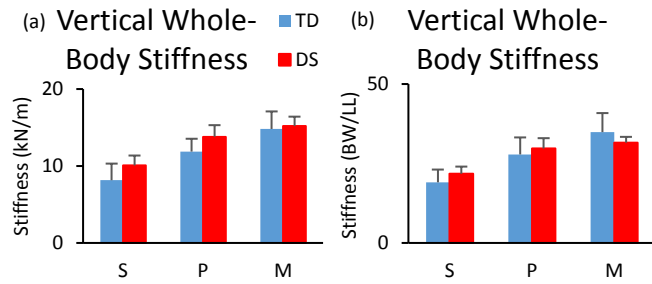 (a) Vertical Whole-
Body Stiffness
TD
DS
Stiffness (kN/m)
20
10
0
S P M
(b) Vertical Whole-
Body Stiffness
Stiffness (BW/LL)
50
0
S P M